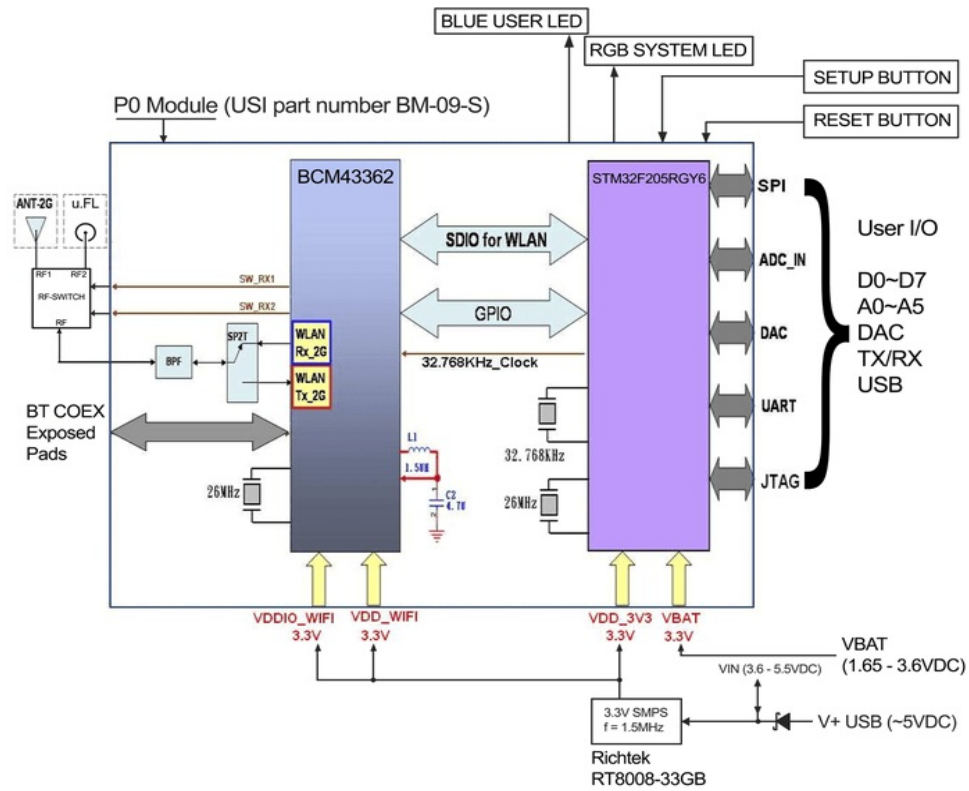 BLUE USER LED
RGB SYSTEM LED
SETUP BUTTON
RESET BUTTON
P0 Module (USI part number BM-09-S)
BCM43362
STM32F205RGY6
ANT-2G
u.FL
RF1
RF2
RF-SWITCH
RF
SW_RX1
SW_RX2
SP2T
BPF
WLAN
Rx_2G
WLAN
Tx_2G
SDIO for WLAN
GPIO
32.768KHz_Clock
SPI
ADC_IN
DAC
UART
JTAG
User I/O
D0~D7
A0~A5
DAC
TX/RX
USB
BT COEX
Exposed
Pads
26MHz
L1
1.5UH
C2
4.7U
32.768KHz
26MHz
VDDIO_WIFI
3.3V
VDD_WIFI
3.3V
VDD_3V3
3.3V
VBAT
3.3V
VBAT
(1.65 - 3.6VDC)
VIN (3.6 - 5.5VDC)
3.3V SMPS
f = 1.5MHz
V+ USB (~5VDC)
Richtek
RT8008-33GB